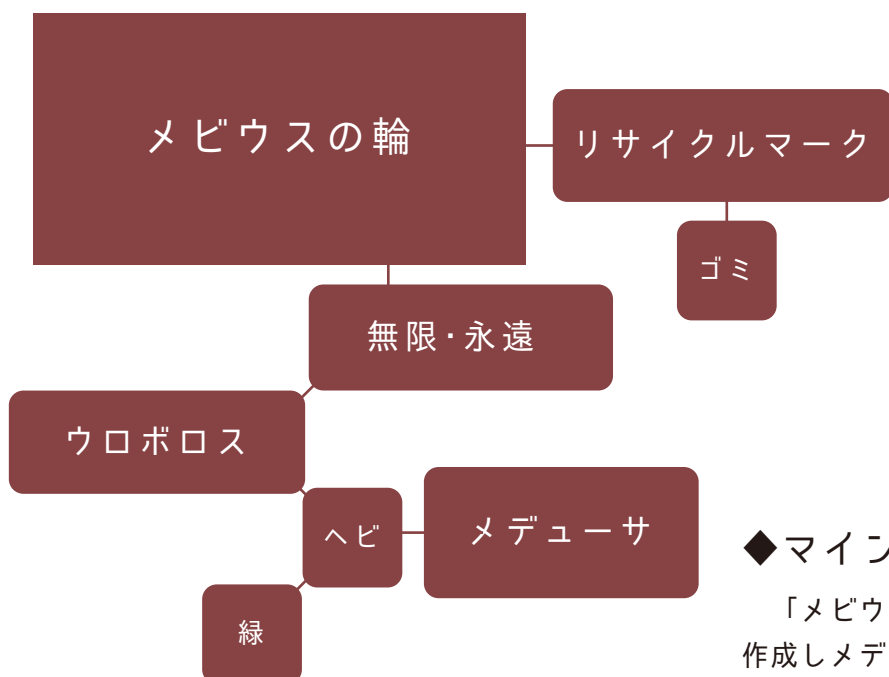 メビウスの輪
リサイクルマーク
ゴミ
無限・永遠
ウロボロス
ヘビ
メデューサ
緑
◆マイン
「メビウ
作成しメデ